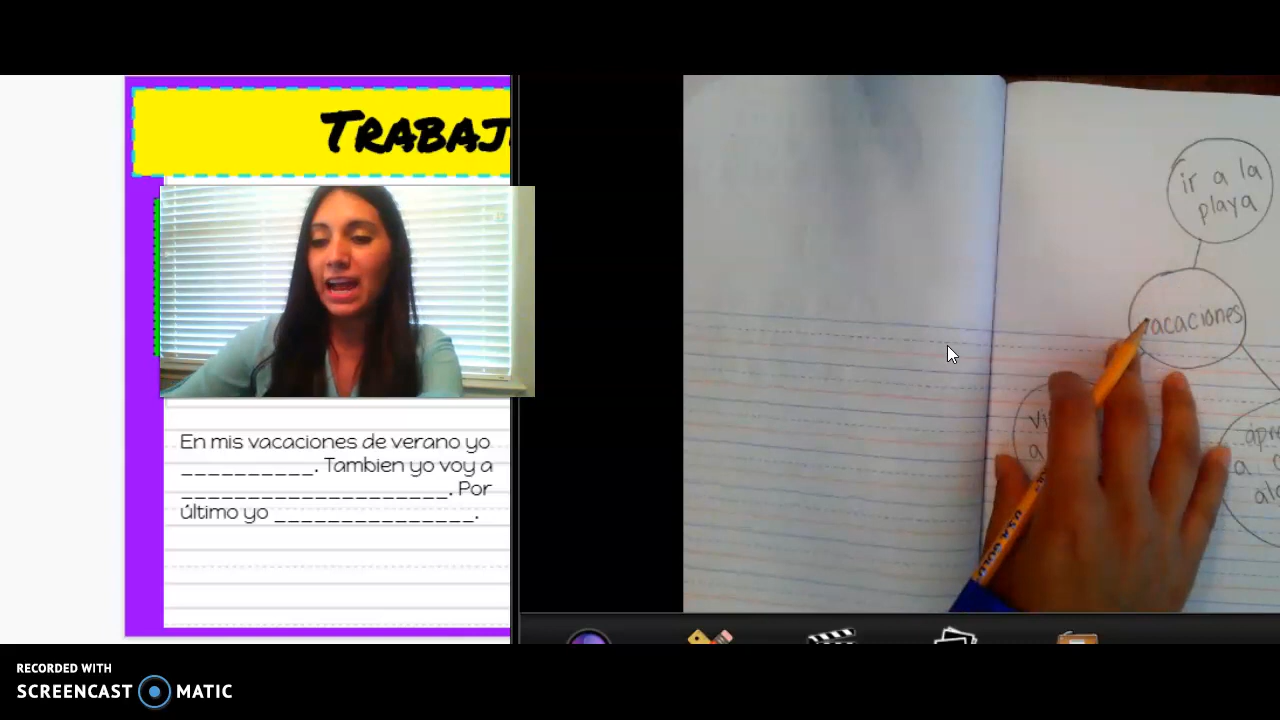 TRABAJ
En mis vacaciones de verano yo
__________. Tambien yo voy a
____________________. Por
último yo _______________.
ir a la
playa
vacaciones
a
a
RECORDED WITH
SCREENCAST MATIC